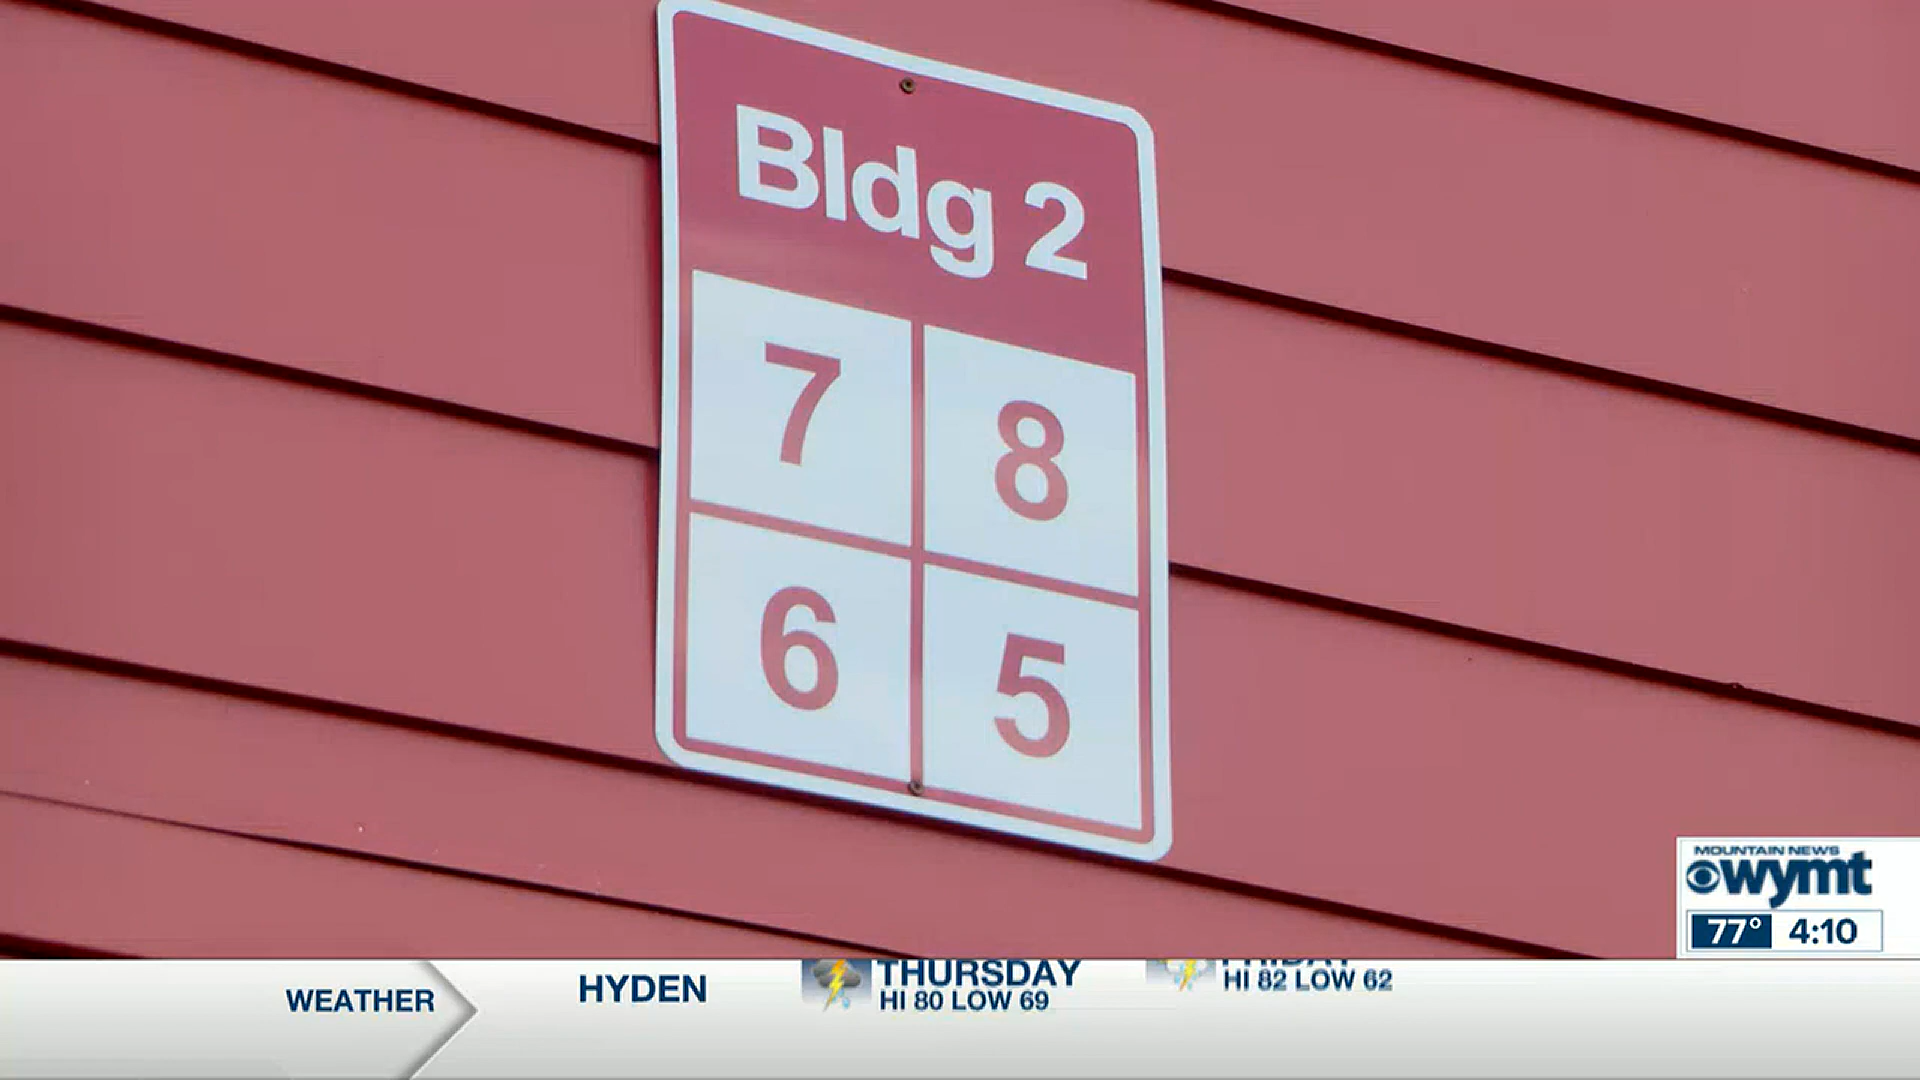 Bldg 2
7 8
6 5
MOUNTAIN NEWS
wymt
77° 4:10
WEATHER
HYDEN
THURSDAY
HI 80 LOW 69
FRIDAY
HI 82 LOW 62